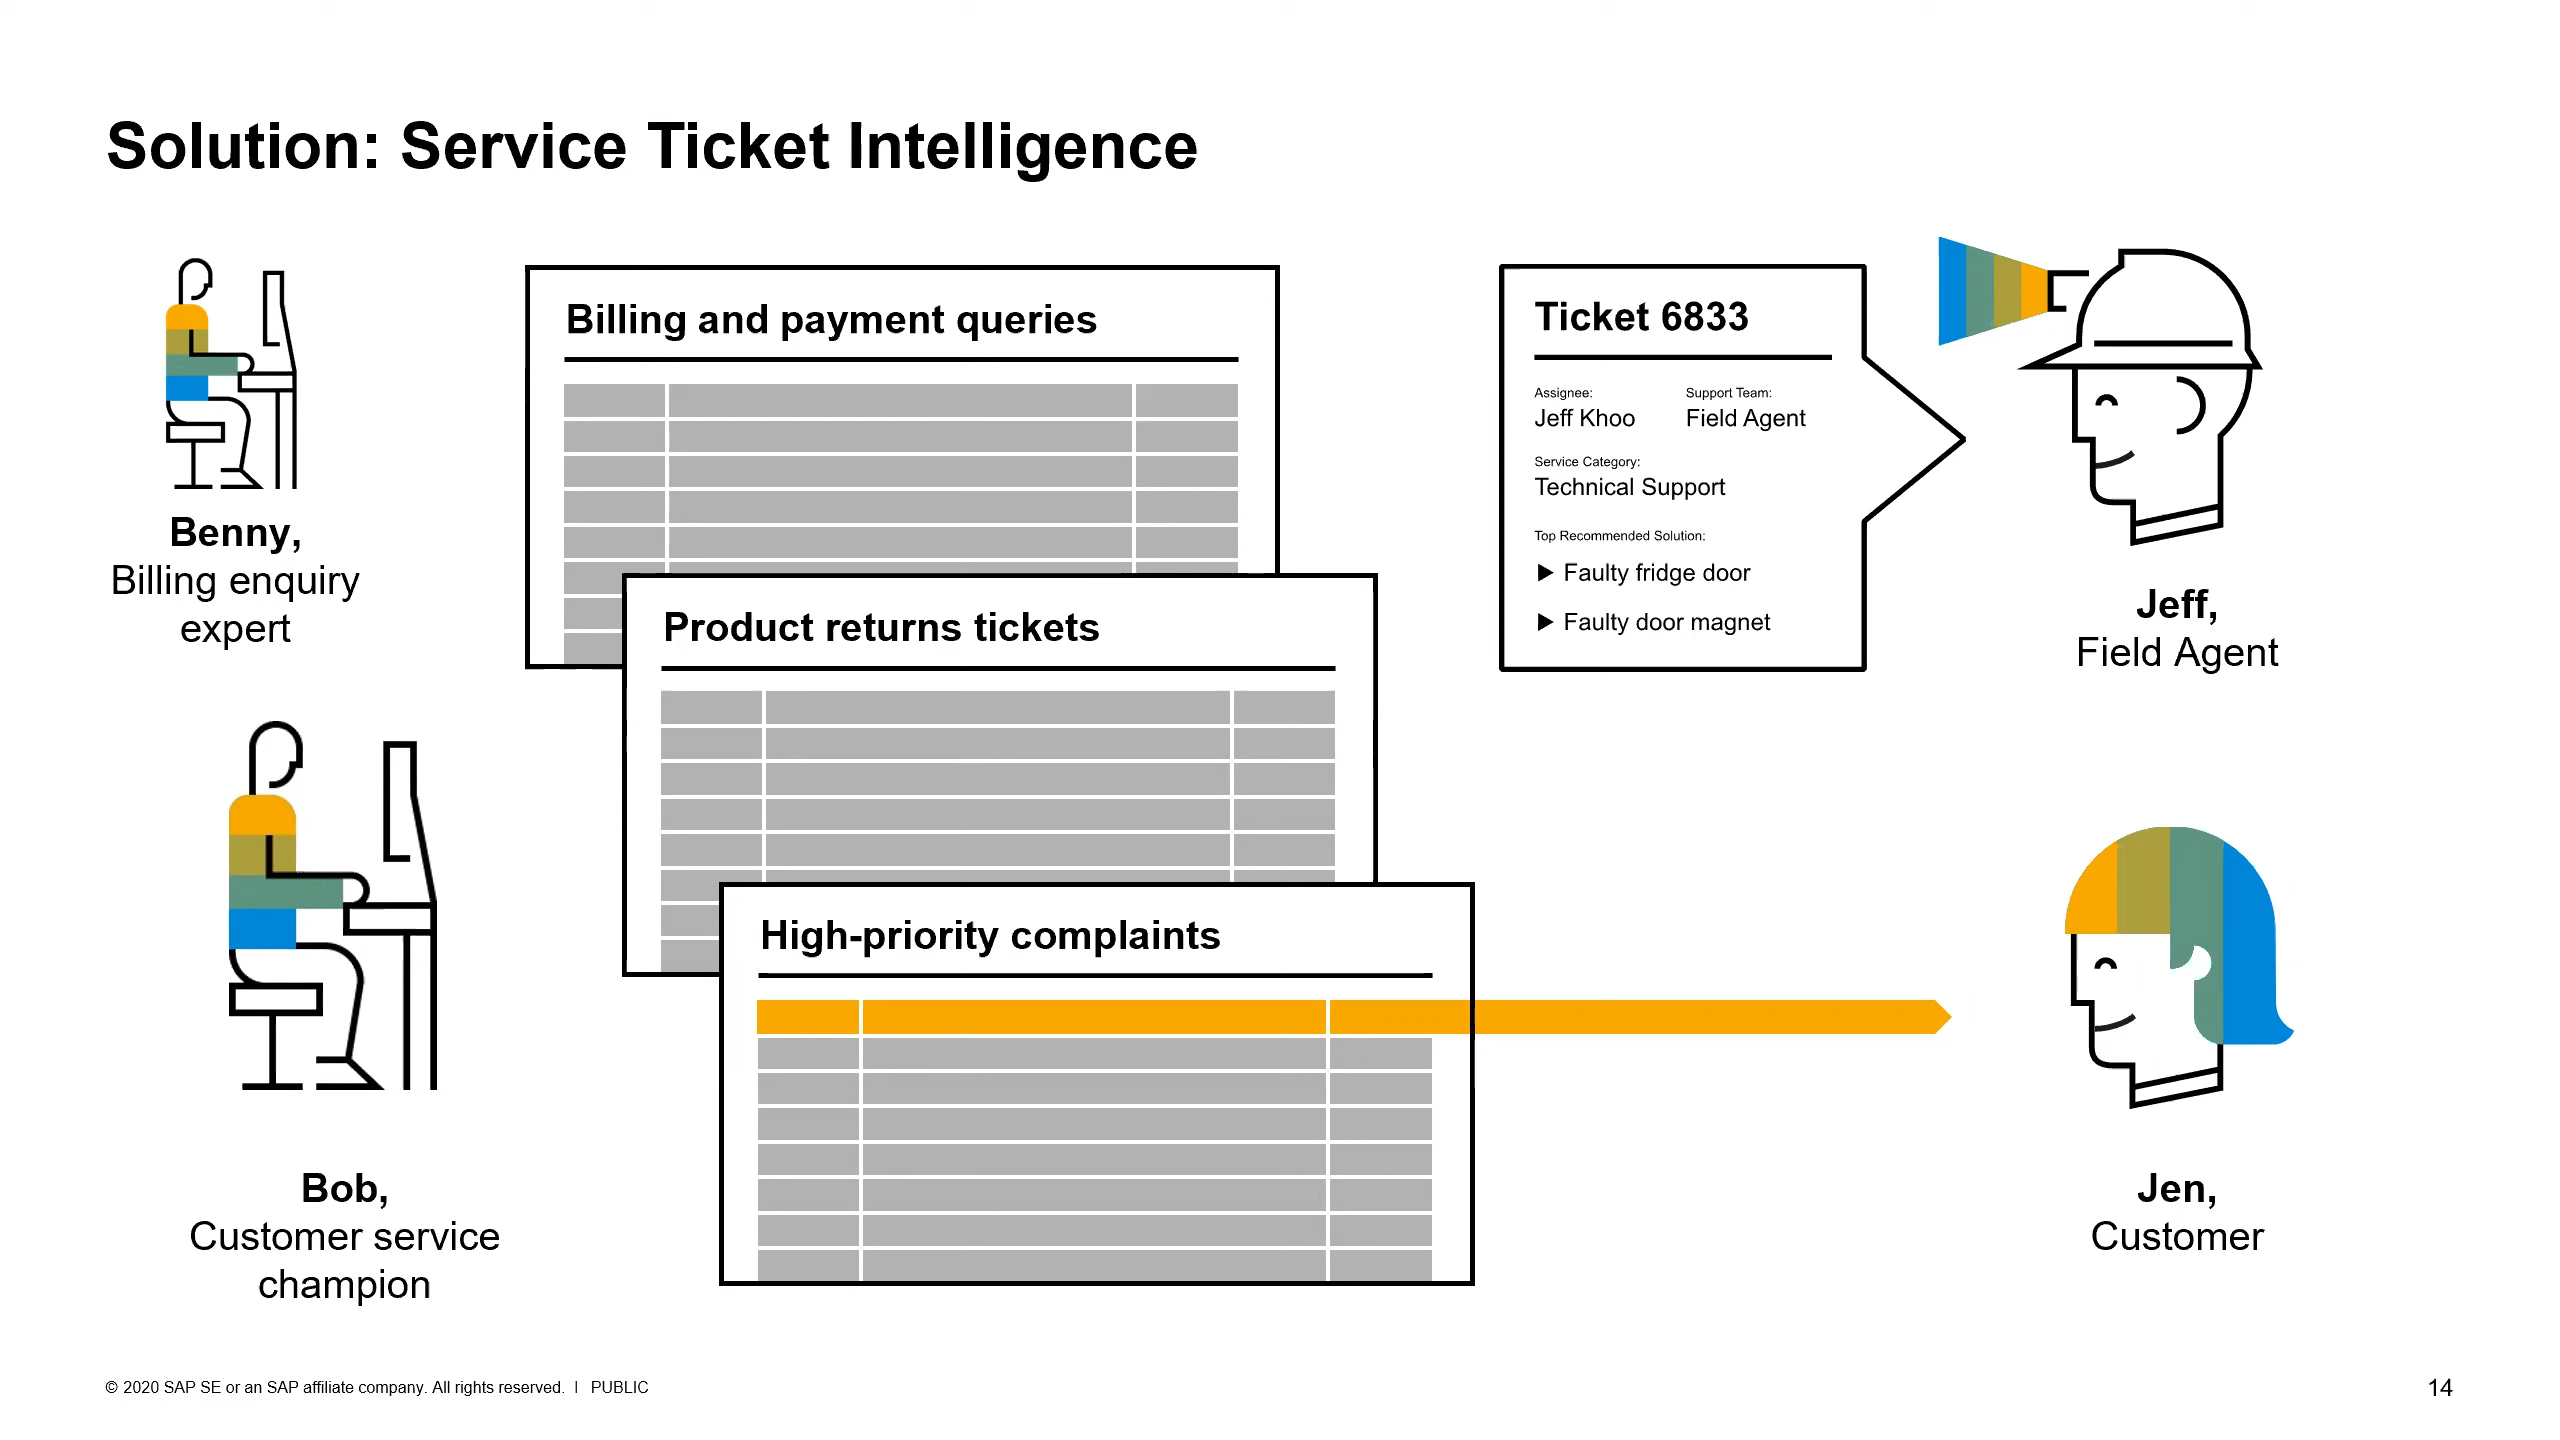 Solution: Service Ticket Intelligence
Benny,
Billing enquiry
expert
Billing and payment queries
Product returns tickets
High-priority complaints
Ticket 6833
Assignee:
Jeff Khoo
Support Team:
Field Agent
Service Category:
Technical Support
Top Recommended Solution:
▶ Faulty fridge door
▶ Faulty door magnet
Jeff,
Field Agent
Bob,
Customer service
champion
Jen,
Customer
© 2020 SAP SE or an SAP affiliate company. All rights reserved. | PUBLIC
14